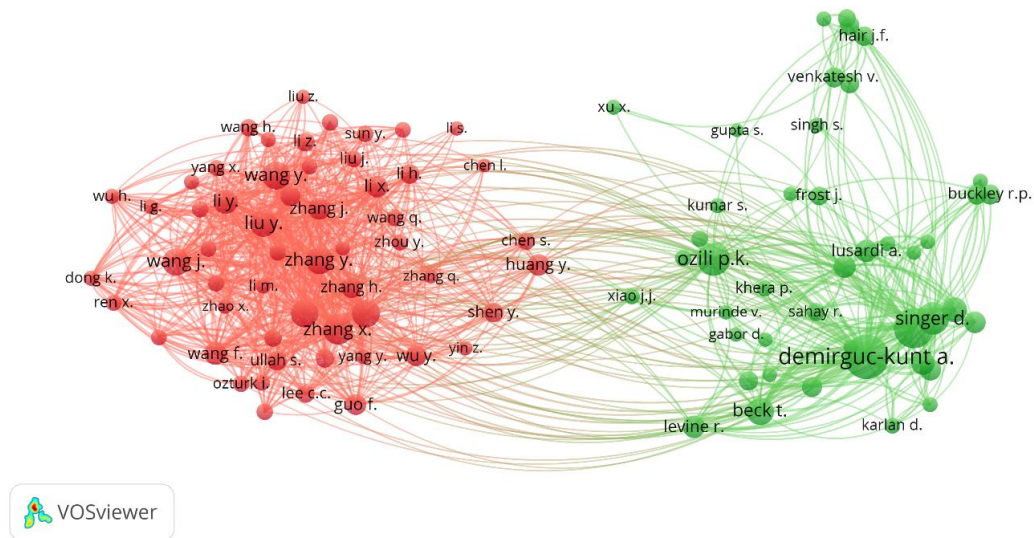 hair j.f.
venkatesh v.
liu z.
xu x.
wang h.
li s.
sun y.
gupta s.
singh s.
li z.
liu j.
chen l.
yang x.
wang y.
li h.
li x.
wu h.
li g.
li y.
zhang j.
kumar s.
frost j.
buckley r.p.
liu y.
wang q.
zhou y.
chen s.
lusardi a.
wang j.
zhang y.
huang y.
ozili p.k.
dong k.
zhang q.
li m.
zhang h.
khera p.
xiao j.j.
ren x.
zhao x.
shen y.
murinde v.
sahay r.
singer d.
zhang x.
gabor d.
wang f.
ullah s.
yang y.
wu y.
yin z.
demirguc-kunt a.
ozturk i.
lee c.c.
guo f.
beck t.
levine r.
karlan d.
VOSviewer